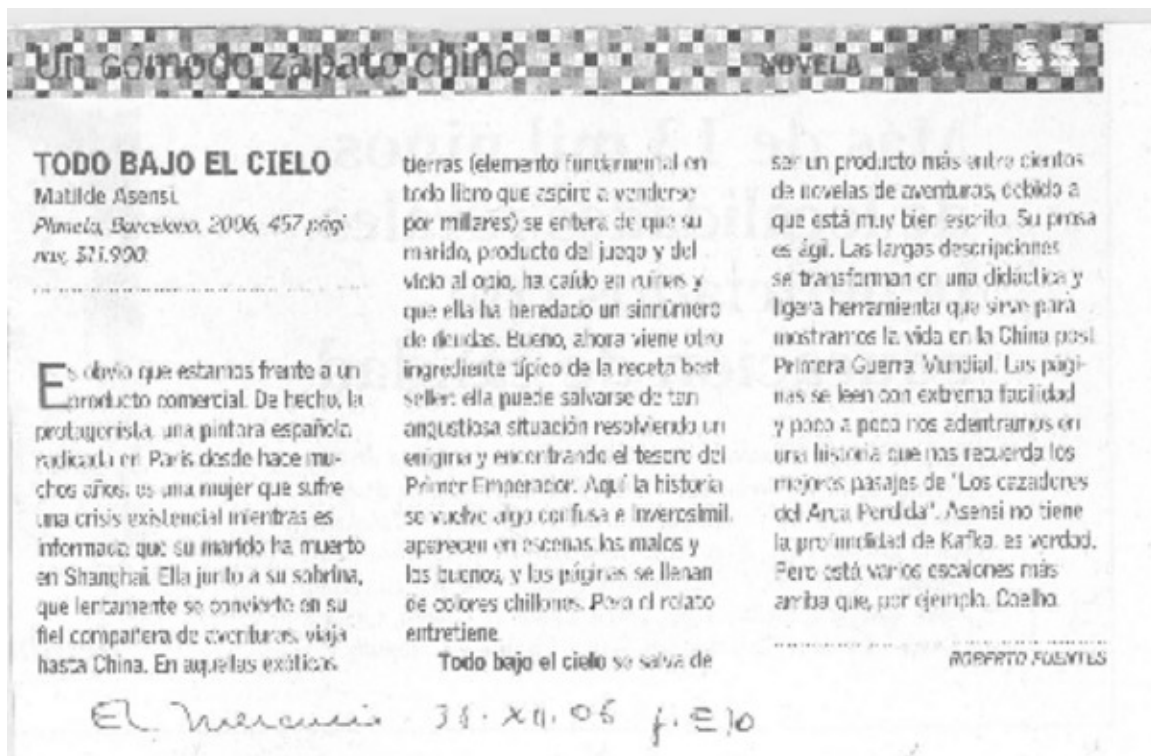 Un cómodo zapato chino
NOVELA
TODO BAJO EL CIELO
Matilde Asensi.
Planeta, Barcelona, 2006, 457 pági-
nas, $11.900.
Es obvio que estamos frente a un
producto comercial. De hecho, la
protagonista, una pintora española
radicada en París desde hace mu-
chos años, es una mujer que sufre
una crisis existencial mientras es
informada que su marido ha muerto
en Shanghai. Ella junto a su sobrina,
que lentamente se convierte en su
fiel compañera de aventuras, viaja
hasta China. En aquellas exóticas
tierras (elemento fundamental en
todo libro que aspire a venderse
por millares) se entera de que su
marido, producto del juego y del
vicio al opio, ha caído en ruinas y
que ella ha heredado un sinnúmero
de deudas. Bueno, ahora viene otro
ingrediente típico de la receta best
seller: ella puede salvarse de tan
angustiosa situación resolviendo un
enigma y encontrando el tesoro del
Primer Emperador. Aquí la historia
se vuelve algo confusa e inverosímil,
aparecen en escenas los malos y
los buenos, y las páginas se llenan
de colores chillones. Pero el relato
entretiene.
Todo bajo el cielo se salva de
ser un producto más entre cientos
de novelas de aventuras, debido a
que está muy bien escrito. Su prosa
es ágil. Las largas descripciones
se transforman en una didáctica y
ligera herramienta que sirve para
mostrarnos la vida en la China post
Primera Guerra Mundial. Las pági-
nas se leen con extrema facilidad
y poco a poco nos adentramos en
una historia que nos recuerda los
mejores pasajes de "Los cazadores
del Arca Perdida". Asensi no tiene
la profundidad de Kafka, es verdad.
Pero está varios escalones más
arriba que, por ejemplo, Coelho.
ROBERTO FUENTES
El Mercurio XII.06 p. E10